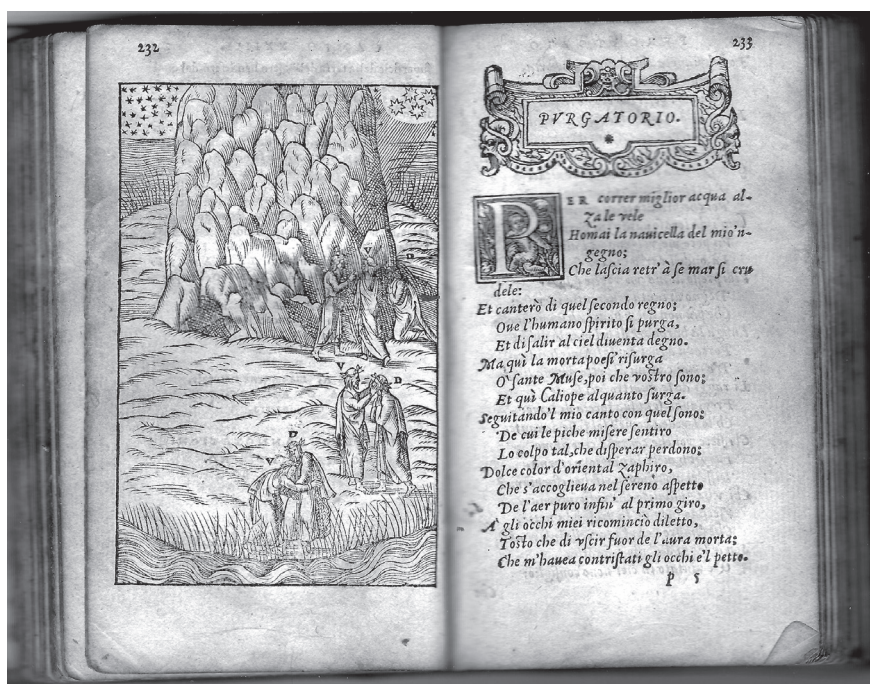 232
V D
V D
V D
233
PVRGATORIO.
PER correr miglior acqua al-
za le vele
Homai la nauicella del mio'n-
gegno;
Che lascia retr' à se mar si cru
dele:
Et canterò di quel secondo regno;
Oue l'humano spirito si purga,
Et di salir al ciel diuenta degno.
Ma quì la morta poesi' risurga
O' sante Muse, poi che vostro sono;
Et quì Caliope alquanto surga.
Seguitando'l mio canto con quel sono;
De cui le piche misere sentiro
Lo colpo tal, che disperar perdono;
Dolce color d'oriental zaphiro,
Che s'accoglieua nel sereno aspetto
De l'aer puro infin' al primo giro,
A' gli occhi miei ricominciò diletto,
Tosto che di vscir fuor de l'aura morta;
Che m'hauea contristati gli occhi e'l petto.
P 5